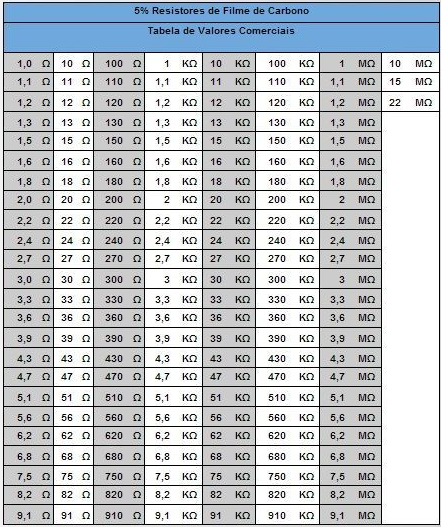 5% Resistores de Filme de Carbono
Tabela de Valores Comerciais
1,0 Ω 10 Ω 100 Ω 1 KΩ 10 KΩ 100 KΩ 1 MΩ 10 MΩ
1,1 Ω 11 Ω 110 Ω 1,1 KΩ 11 KΩ 110 KΩ 1,1 MΩ 15 MΩ
1,2 Ω 12 Ω 120 Ω 1,2 KΩ 12 KΩ 120 KΩ 1,2 MΩ 22 MΩ
1,3 Ω 13 Ω 130 Ω 1,3 KΩ 13 KΩ 130 KΩ 1,3 MΩ
1,5 Ω 15 Ω 150 Ω 1,5 KΩ 15 KΩ 150 KΩ 1,5 MΩ
1,6 Ω 16 Ω 160 Ω 1,6 KΩ 16 KΩ 160 KΩ 1,6 MΩ
1,8 Ω 18 Ω 180 Ω 1,8 KΩ 18 KΩ 180 KΩ 1,8 MΩ
2,0 Ω 20 Ω 200 Ω 2 KΩ 20 KΩ 200 KΩ 2 MΩ
2,2 Ω 22 Ω 220 Ω 2,2 KΩ 22 KΩ 220 KΩ 2,2 MΩ
2,4 Ω 24 Ω 240 Ω 2,4 KΩ 24 KΩ 240 KΩ 2,4 MΩ
2,7 Ω 27 Ω 270 Ω 2,7 KΩ 27 KΩ 270 KΩ 2,7 MΩ
3,0 Ω 30 Ω 300 Ω 3 KΩ 30 KΩ 300 KΩ 3 MΩ
3,3 Ω 33 Ω 330 Ω 3,3 KΩ 33 KΩ 330 KΩ 3,3 MΩ
3,6 Ω 36 Ω 360 Ω 3,6 KΩ 36 KΩ 360 KΩ 3,6 MΩ
3,9 Ω 39 Ω 390 Ω 3,9 KΩ 39 KΩ 390 KΩ 3,9 MΩ
4,3 Ω 43 Ω 430 Ω 4,3 KΩ 43 KΩ 430 KΩ 4,3 MΩ
4,7 Ω 47 Ω 470 Ω 4,7 KΩ 47 KΩ 470 KΩ 4,7 MΩ
5,1 Ω 51 Ω 510 Ω 5,1 KΩ 51 KΩ 510 KΩ 5,1 MΩ
5,6 Ω 56 Ω 560 Ω 5,6 KΩ 56 KΩ 560 KΩ 5,6 MΩ
6,2 Ω 62 Ω 620 Ω 6,2 KΩ 62 KΩ 620 KΩ 6,2 MΩ
6,8 Ω 68 Ω 680 Ω 6,8 KΩ 68 KΩ 680 KΩ 6,8 MΩ
7,5 Ω 75 Ω 750 Ω 7,5 KΩ 75 KΩ 750 KΩ 7,5 MΩ
8,2 Ω 82 Ω 820 Ω 8,2 KΩ 82 KΩ 820 KΩ 8,2 MΩ
9,1 Ω 91 Ω 910 Ω 9,1 KΩ 91 KΩ 910 KΩ 9,1 MΩ